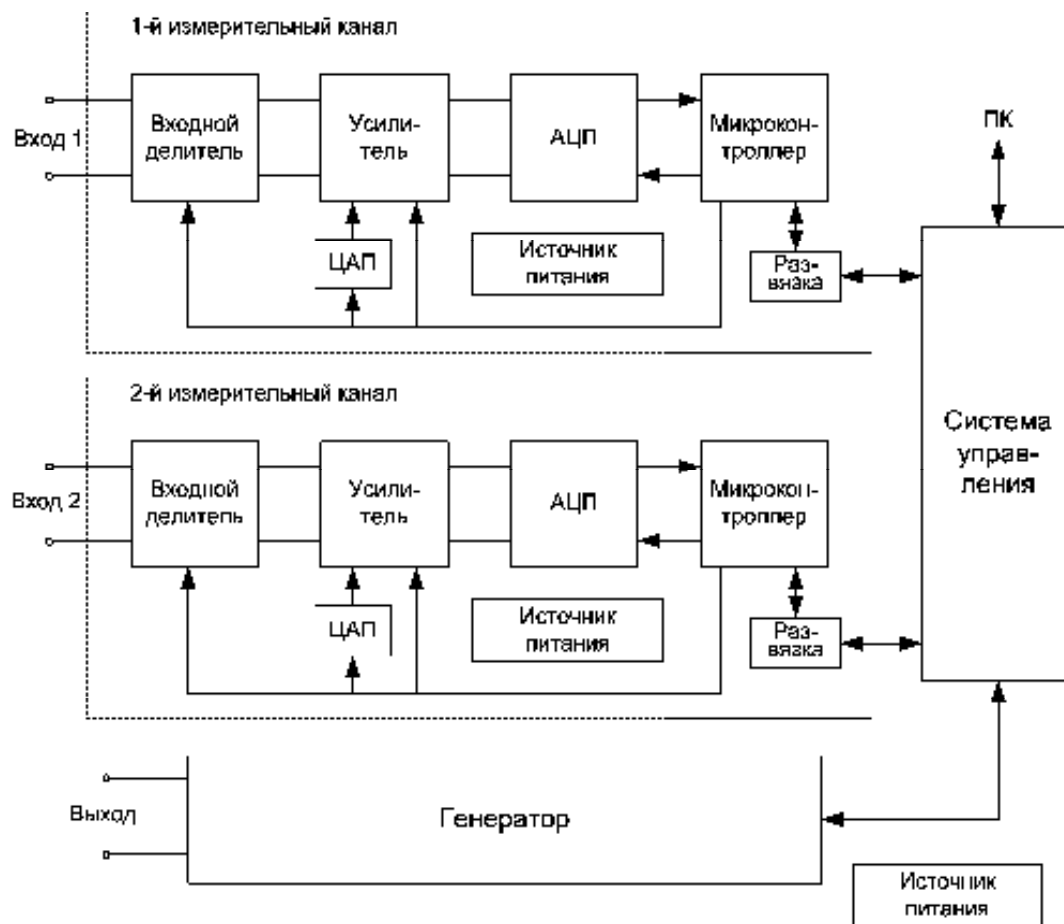 1-й измерительный канал
Вход 1
Входной
делитель
Усили-
тель
АЦП
Микрокон-
троллер
ПК
ЦАП
Источник
питания
Раз-
вязка
2-й измерительный канал
Вход 2
Входной
делитель
Усили-
тель
АЦП
Микрокон-
троллер
Система
управ-
ления
ЦАП
Источник
питания
Раз-
вязка
Выход
Генератор
Источник
питания